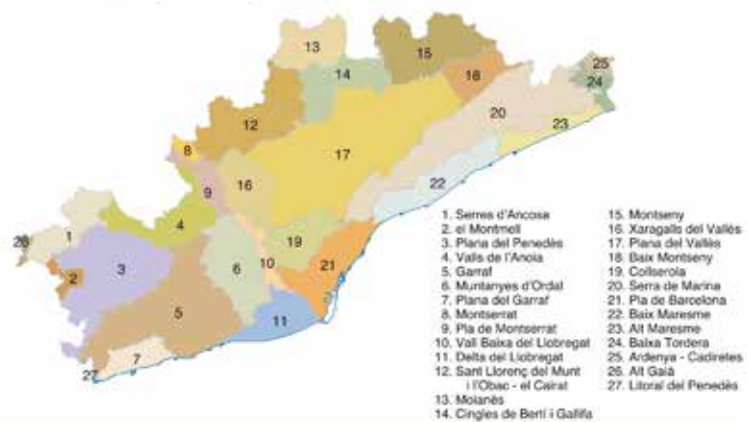 13
15
14
18
25
24
12
20
23
8
17
9
16
22
1
4
26
19
3
6
10
2
21
5
11
7
27
1. Serres d'Ancosa
2. el Montmell
3. Plana del Penedès
4. Valls de l'Anoia
5. Garraf
6. Muntanyes d'Ordal
7. Plana del Garraf
8. Montserrat
9. Pla de Montserrat
10. Vall Baixa del Llobregat
11. Delta del Llobregat
12. Sant Llorenç del Munt
i l'Obac - el Cairat
13. Moianès
14. Cingles de Bertí i Gallifa
15. Montseny
16. Xaragalls del Vallès
17. Plana del Vallès
18. Baix Montseny
19. Collserola
20. Serra de Marina
21. Pla de Barcelona
22. Baix Maresme
23. Alt Maresme
24. Baixa Tordera
25. Ardenya - Cadiretes
26. Alt Gaià
27. Litoral del Penedès